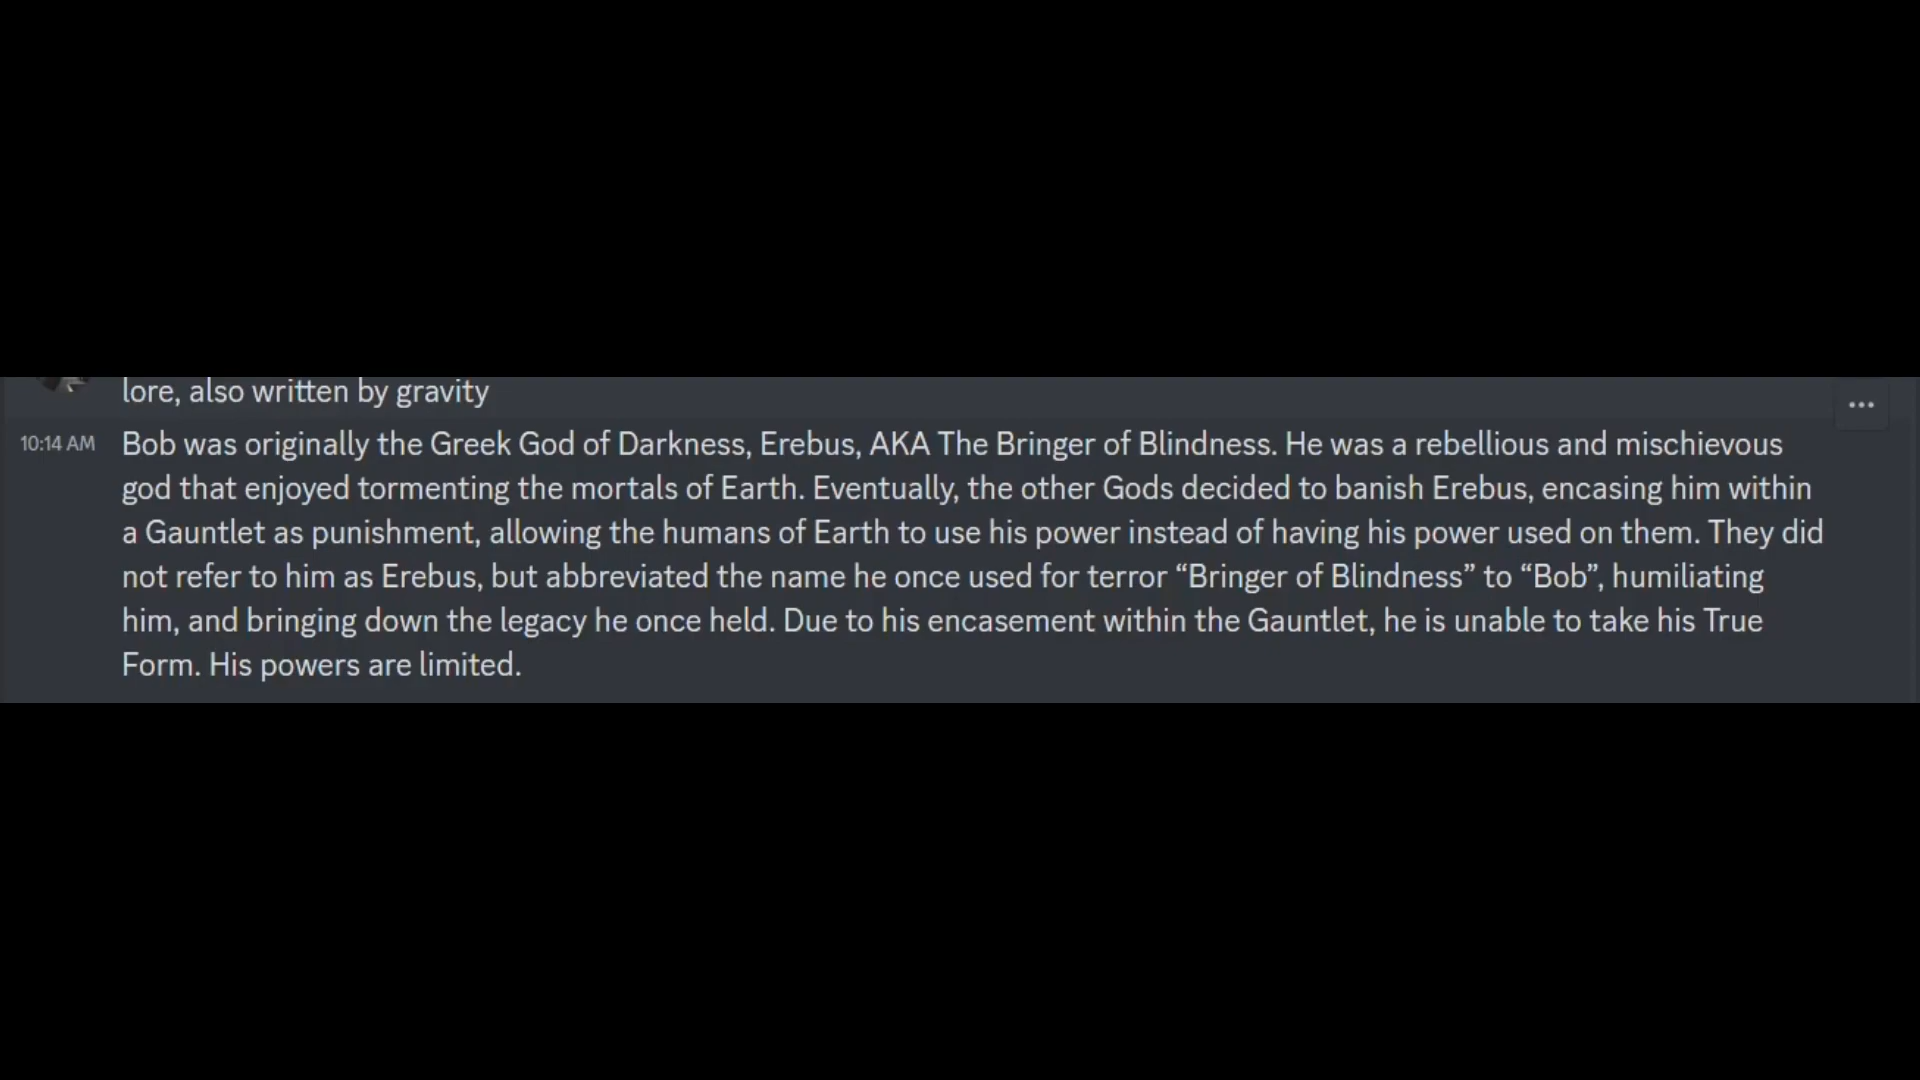 lore, also written by gravity
10:14 AM Bob was originally the Greek God of Darkness, Erebus, AKA The Bringer of Blindness. He was a rebellious and mischievous
god that enjoyed tormenting the mortals of Earth. Eventually, the other Gods decided to banish Erebus, encasing him within
a Gauntlet as punishment, allowing the humans of Earth to use his power instead of having his power used on them. They did
not refer to him as Erebus, but abbreviated the name he once used for terror “Bringer of Blindness” to “Bob”, humiliating
him, and bringing down the legacy he once held. Due to his encasement within the Gauntlet, he is unable to take his True
Form. His powers are limited.